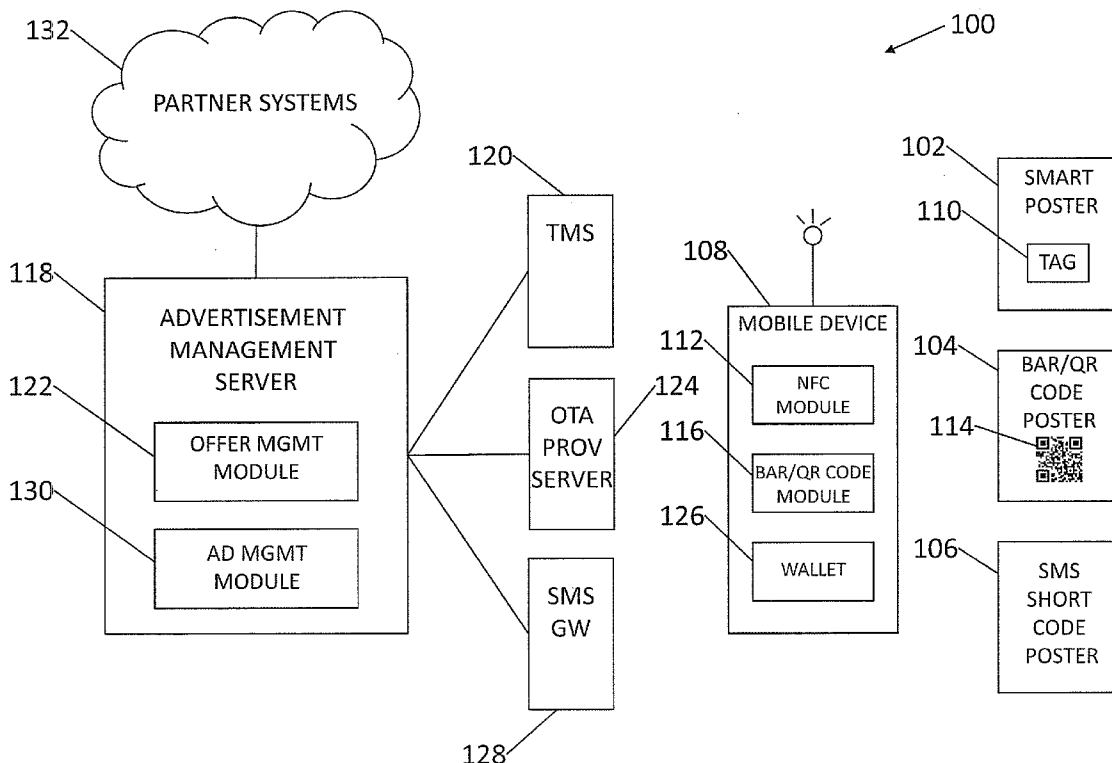 132
100
PARTNER SYSTEMS
120
102
SMART
POSTER
110
TAG
TMS
118
108
ADVERTISEMENT
MANAGEMENT
SERVER
MOBILE DEVICE
112
NFC
MODULE
104
BAR/QR
CODE
POSTER
114
122
OFFER MGMT
MODULE
124
OTA
PROV
SERVER
116
BAR/QR CODE
MODULE
130
AD MGMT
MODULE
126
WALLET
106
SMS
SHORT
CODE
POSTER
SMS
GW
128